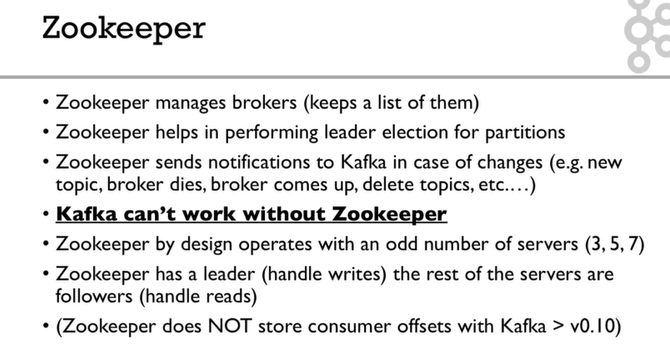 Zookeeper
• Zookeeper manages brokers (keeps a list of them)
• Zookeeper helps in performing leader election for partitions
• Zookeeper sends notifications to Kafka in case of changes (e.g. new
topic, broker dies, broker comes up, delete topics, etc.…)
• Kafka can’t work without Zookeeper
• Zookeeper by design operates with an odd number of servers (3, 5, 7)
• Zookeeper has a leader (handle writes) the rest of the servers are
followers (handle reads)
• (Zookeeper does NOT store consumer offsets with Kafka > v0.10)